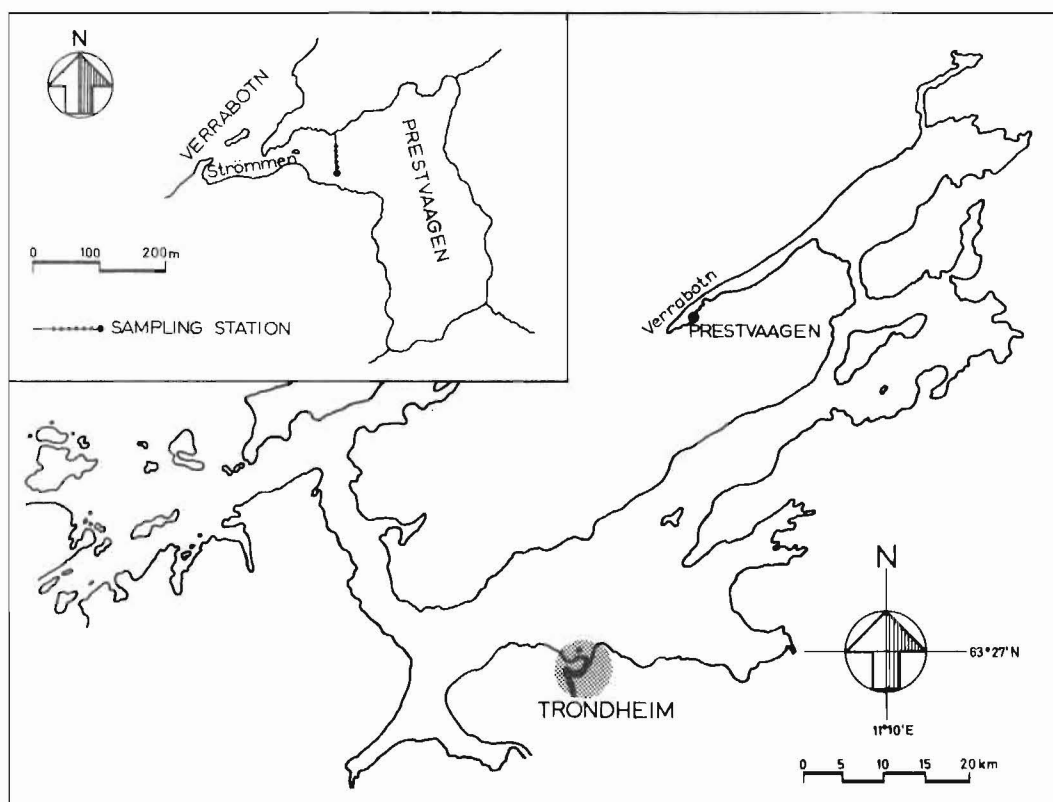 N
VERRABOTN
Strömmen
PRESTVAAGEN
0 100 200 m
SAMPLING STATION
Verrabotn
PRESTVAAGEN
N
63°27'N
TRONDHEIM
11°10'E
0 5 10 15 20 km